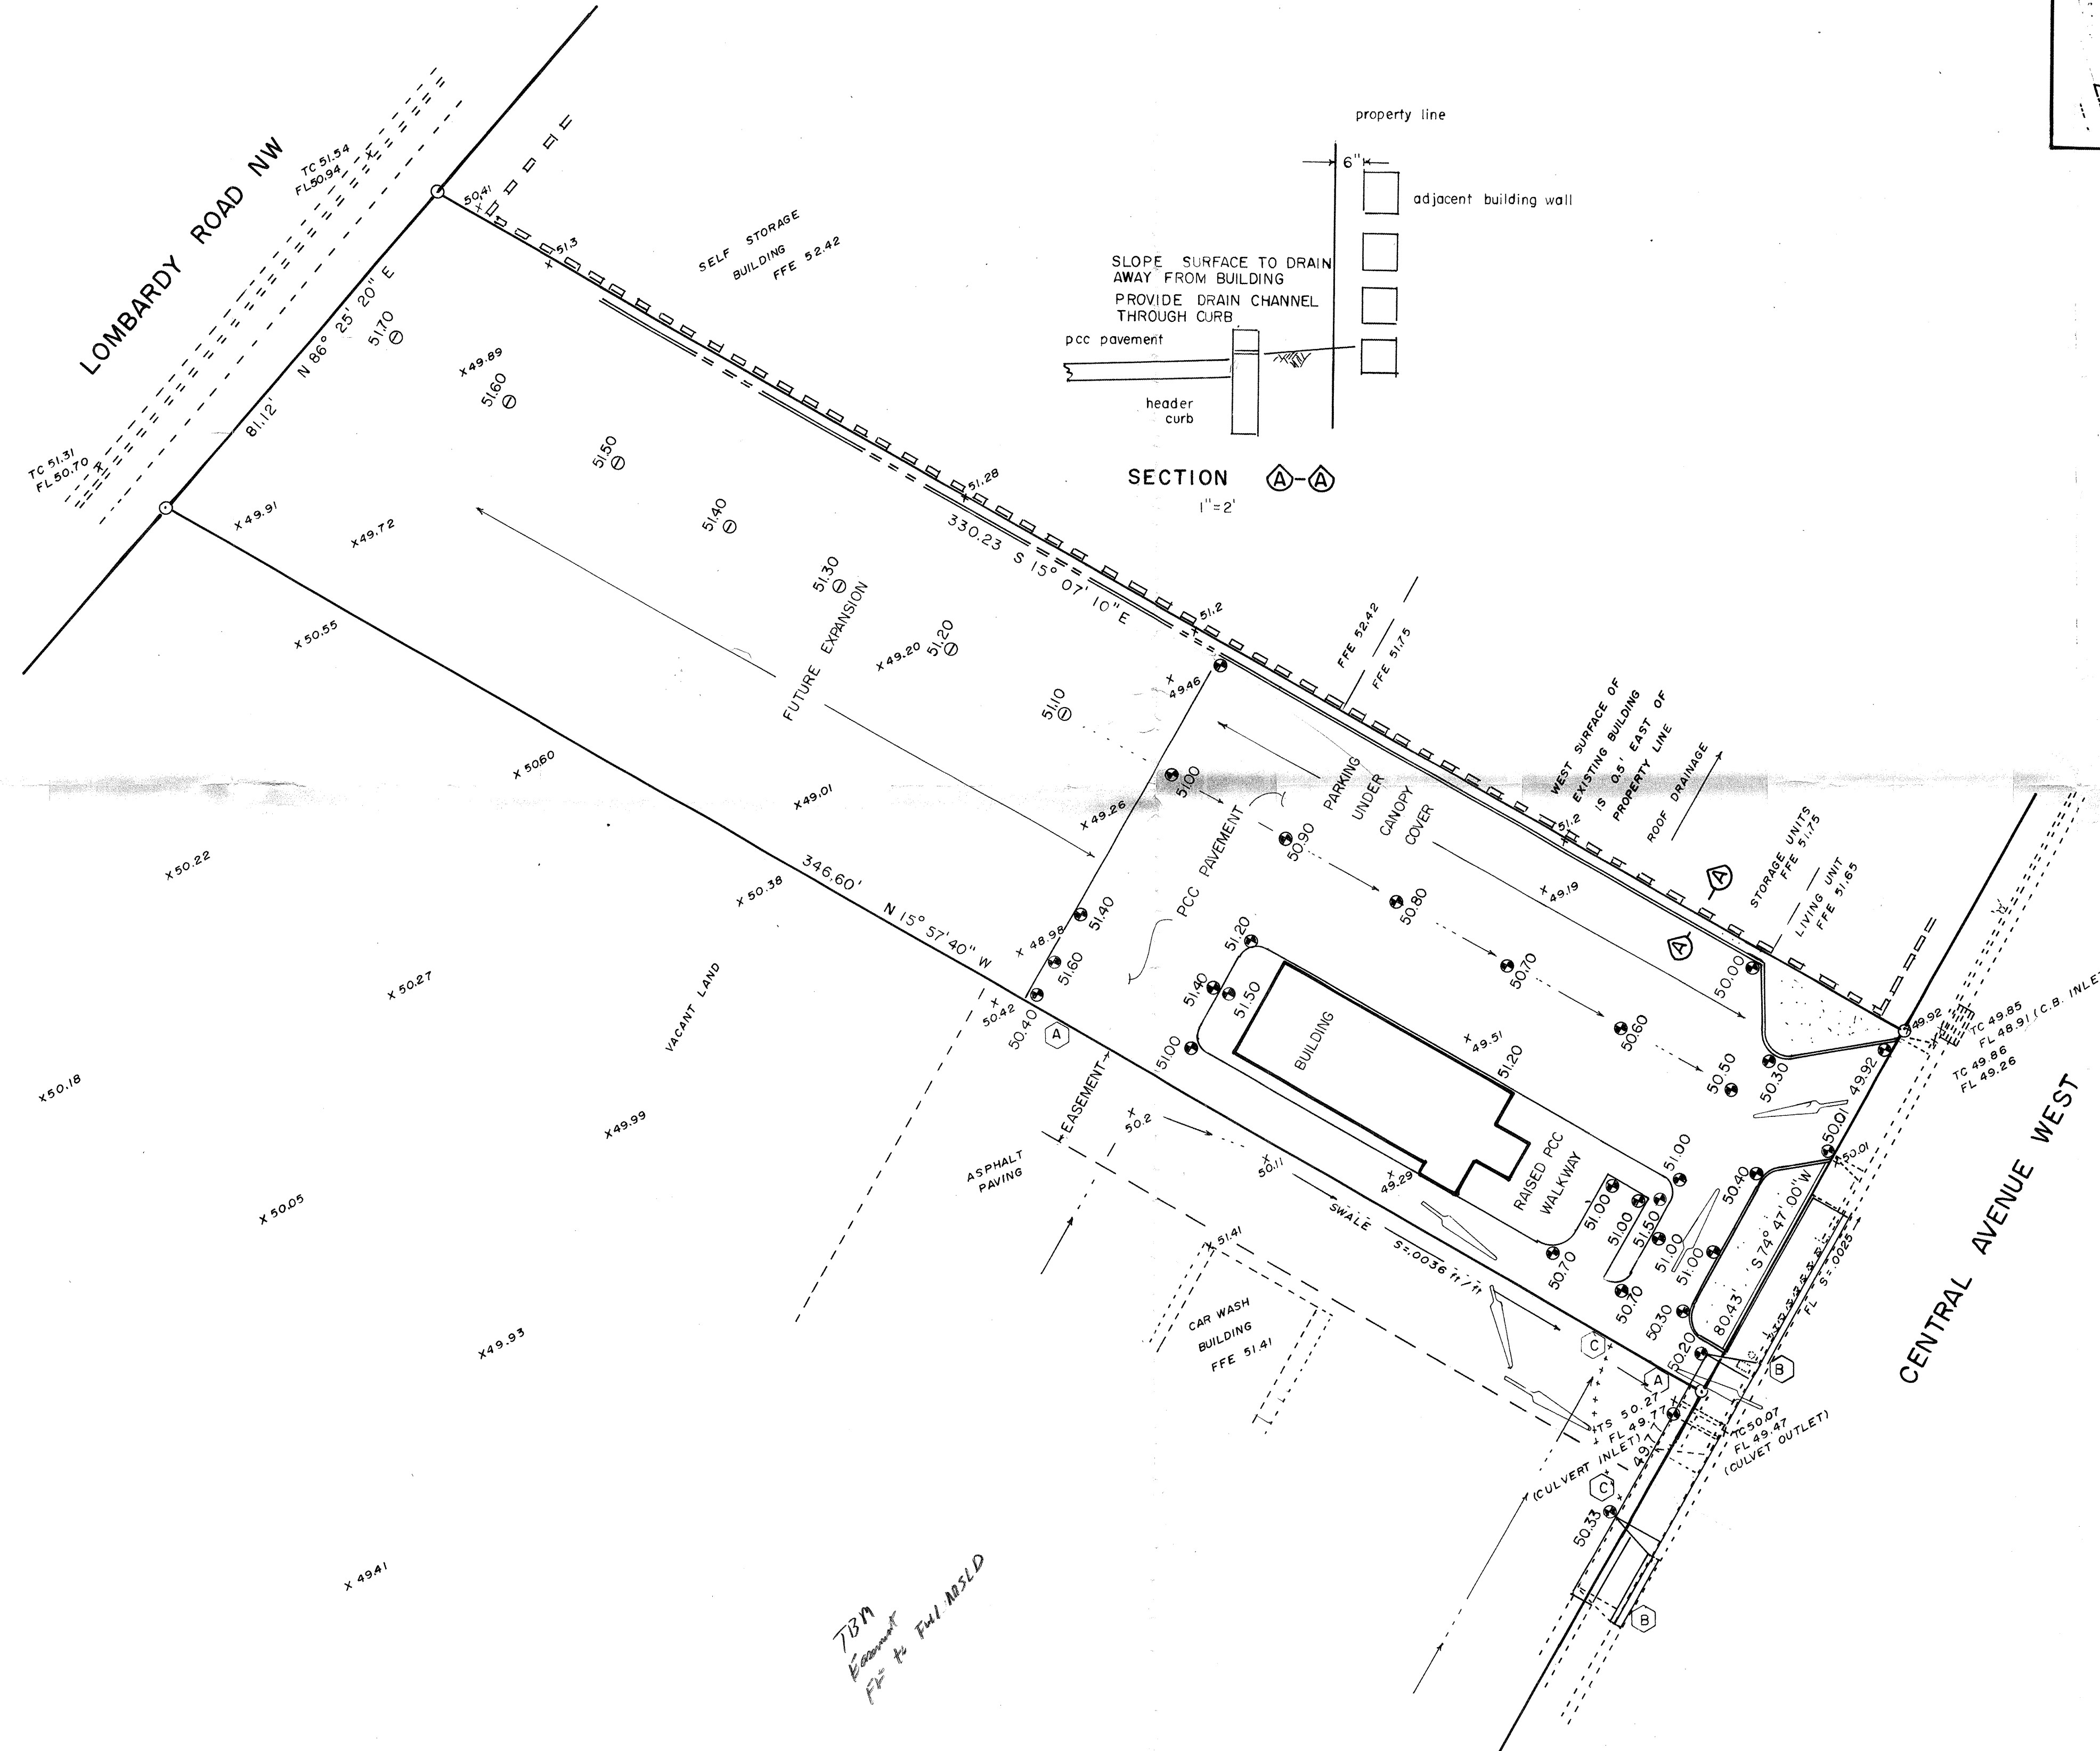 LOMBARDY ROAD NW
TC 51.54
FL50.94
TC 51.31
FL50.70
N 86° 25' 20" E
81.12'
50.41
51.3
SELF STORAGE
BUILDING
FFE 52.42
property line
6"
adjacent building wall
SLOPE SURFACE TO DRAIN
AWAY FROM BUILDING
PROVIDE DRAIN CHANNEL
THROUGH CURB
pcc pavement
header
curb
SECTION A-A
1"=2'
51.70
x 49.89
51.60
51.50
51.40
51.30
51.20
51.10
x 49.91
x 49.72
x 50.55
x 49.20
FUTURE EXPANSION
51.28
330.23 S 15° 07' 10" E
51.2
x 49.46
FFE 52.42
FFE 51.75
WEST SURFACE OF
EXISTING BUILDING
IS 0.5' EAST OF
PROPERTY LINE
ROOF DRAINAGE
51.2
STORAGE UNITS
FFE 51.75
LIVING UNIT
FFE 51.65
A
A
x 50.60
x 49.01
x 49.26
x 50.22
x 50.38
x 50.27
x 50.18
x 49.99
x 50.05
x 49.93
x 49.41
346.60'
N 15° 57' 40" W
VACANT LAND
x 48.98
51.40
51.60
50.42
50.40
A
51.00
50.90
50.80
50.70
50.60
50.50
PCC PAVEMENT
PARKING
UNDER
CANOPY
COVER
x 49.19
51.20
51.40
51.50
51.00
BUILDING
x 49.51
51.20
50.00
50.30
49.92
49.92
TC 49.85
FL 48.91 (C.B. INLET
TC 49.86
FL 49.26
50.01
50.01
CENTRAL AVENUE WEST
EASEMENT
ASPHALT
PAVING
x 50.2
x 50.11
x 49.29
SWALE
S=.0036 ft/ft
RAISED PCC
WALKWAY
51.00
51.00
51.00
51.50
51.00
51.00
50.40
50.70
50.70
50.30
50.20
S 74° 47' 00" W
80.43'
FL S=.0025
x 51.41
CAR WASH
BUILDING
FFE 51.41
C
A
B
TS 50.27
FL 49.77
(CULVERT INLET)
49.77
TC 50.07
FL 49.47
(CULVET OUTLET)
C
50.33
B
TBM
Easement